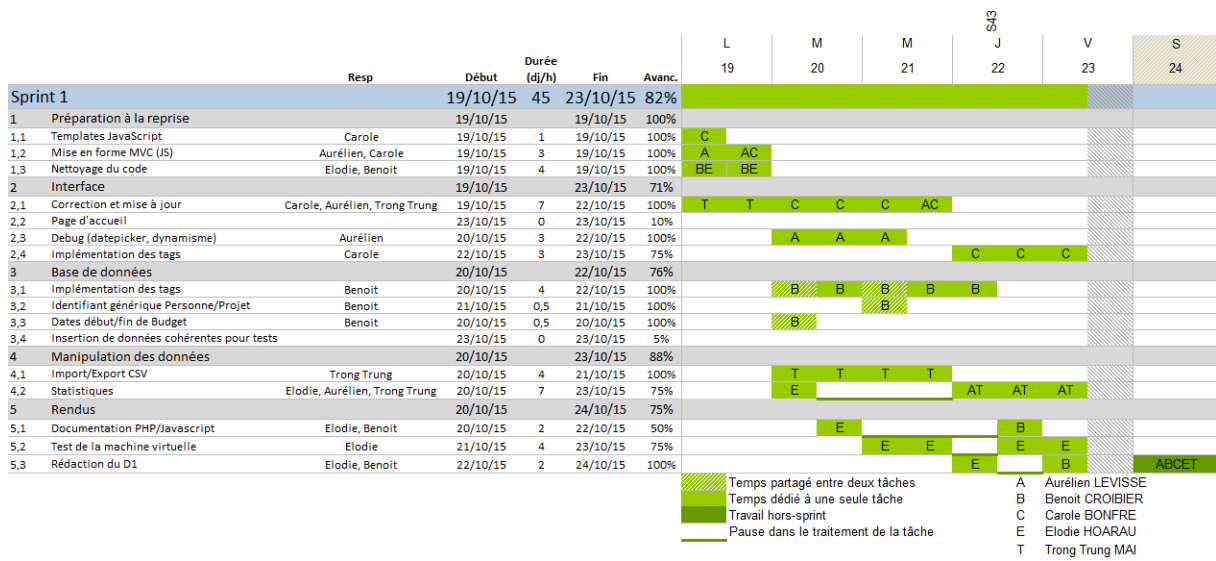 S43
L M M J V S
Resp Début Durée (dj/h) Fin Avanc. 19 20 21 22 23 24
Sprint 1 19/10/15 45 23/10/15 82%
1 Préparation à la reprise 19/10/15 19/10/15 100%
1,1 Templates JavaScript Carole 19/10/15 1 19/10/15 100% C
1,2 Mise en forme MVC (JS) Aurélien, Carole 19/10/15 3 19/10/15 100% A AC
1,3 Nettoyage du code Elodie, Benoit 19/10/15 4 19/10/15 100% BE BE
2 Interface 19/10/15 23/10/15 71%
2,1 Correction et mise à jour Carole, Aurélien, Trong Trung 19/10/15 7 22/10/15 100% T T C C C AC
2,2 Page d'accueil 23/10/15 0 23/10/15 10%
2,3 Debug (datepicker, dynamisme) Aurélien 20/10/15 3 22/10/15 100% A A A
2,4 Implémentation des tags Carole 22/10/15 3 23/10/15 75% C C C
3 Base de données 20/10/15 22/10/15 76%
3,1 Implémentation des tags Benoit 20/10/15 4 22/10/15 100% B B B B B
3,2 Identifiant générique Personne/Projet Benoit 21/10/15 0,5 21/10/15 100% B
3,3 Dates début/fin de Budget Benoit 20/10/15 0,5 20/10/15 100% B
3,4 Insertion de données cohérentes pour tests 23/10/15 0 23/10/15 5%
4 Manipulation des données 20/10/15 23/10/15 88%
4,1 Import/Export CSV Trong Trung 20/10/15 4 21/10/15 100% T T T T
4,2 Statistiques Elodie, Aurélien, Trong Trung 20/10/15 7 23/10/15 75% E AT AT AT
5 Rendus 20/10/15 24/10/15 75%
5,1 Documentation PHP/Javascript Elodie, Benoit 20/10/15 2 22/10/15 50% E B
5,2 Test de la machine virtuelle Elodie 21/10/15 4 23/10/15 75% E E E E
5,3 Rédaction du D1 Elodie, Benoit 22/10/15 2 24/10/15 100% E B ABCET
Temps partagé entre deux tâches A Aurélien LEVISSE
Temps dédié à une seule tâche B Benoit CROIBIER
Travail hors-sprint C Carole BONFRE
Pause dans le traitement de la tâche E Elodie HOARAU
T Trong Trung MAI